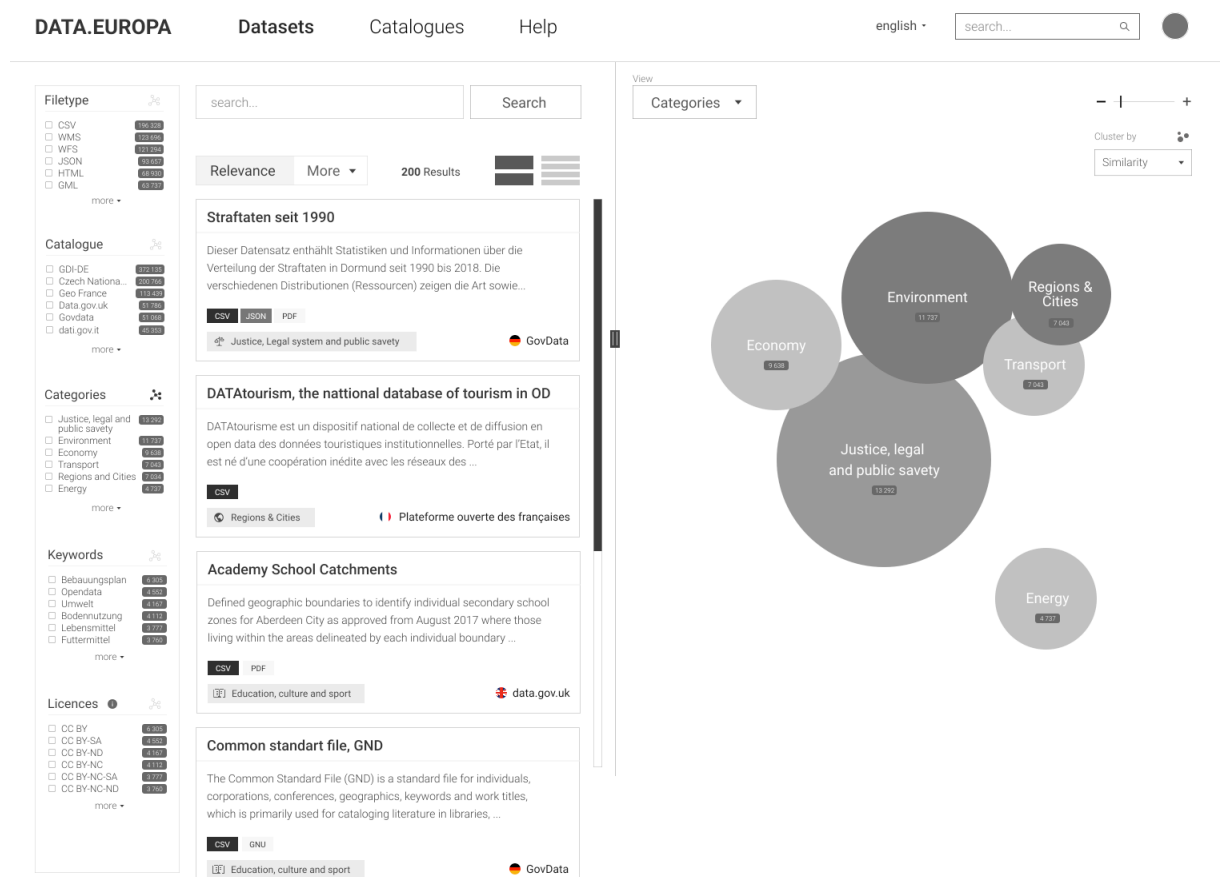 DATA.EUROPA
Datasets
Catalogues
Help
english
search...
Filetype
CSV 196 328
WMS 123 696
WFS 121 294
JSON 93 657
HTML 68 930
GML 63 737
more
Catalogue
GDI-DE 372 135
Czech Nationa... 200 766
Geo France 113 439
Data.gov.uk 51 786
Govdata 51 068
dati.gov.it 45 353
more
Categories
Justice, legal and 13 292
public savety
Environment 11 737
Economy 9 638
Transport 7 043
Regions and Cities 7 034
Energy 4 737
more
Keywords
Bebauungsplan 6 305
Opendata 4 552
Umwelt 4 167
Bodennutzung 4 112
Lebensmittel 3 777
Futtermittel 3 760
more
Licences
CC BY 6 305
CC BY-SA 4 552
CC BY-ND 4 167
CC BY-NC 4 112
CC BY-NC-SA 3 777
CC BY-NC-ND 3 760
more
search...
Search
Relevance
More
200 Results
Straftaten seit 1990
Dieser Datensatz enthählt Statistiken und Informationen über die
Verteilung der Straftaten in Dormund seit 1990 bis 2018. Die
verschiedenen Distributionen (Ressourcen) zeigen die Art sowie...
CSV JSON PDF
Justice, Legal system and public savety
GovData
DATAtourism, the nattional database of tourism in OD
DATAtourisme est un dispositif national de collecte et de diffusion en
open data des données touristiques institutionnelles. Porté par l'Etat, il
est né d'une coopération inédite avec les réseaux des ...
CSV
Regions & Cities
Plateforme ouverte des françaises
Academy School Catchments
Defined geographic boundaries to identify individual secondary school
zones for Aberdeen City as approved from August 2017 where those
living within the areas delineated by each individual boundary ...
CSV PDF
Education, culture and sport
data.gov.uk
Common standart file, GND
The Common Standard File (GND) is a standard file for individuals,
corporations, conferences, geographics, keywords and work titles,
which is primarily used for cataloging literature in libraries, ...
CSV GNU
Education, culture and sport
GovData
View
Categories
Cluster by
Similarity
Environment
11 737
Regions &
Cities
7 043
Economy
9 638
Transport
7 043
Justice, legal
and public savety
13 292
Energy
4 737